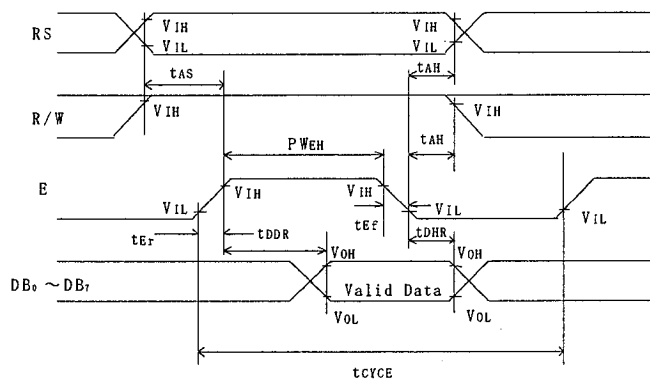 RS
VIH
VIL
VIH
VIL
tAS
tAH
R/W
VIH
VIH
PWEH
tAH
E
VIL
VIH
VIH
VIL
VIL
tEr
tDDR
tEf
tDHR
DB0 ~ DB7
VOH
VOH
Valid Data
VOL
VOL
tCYCE